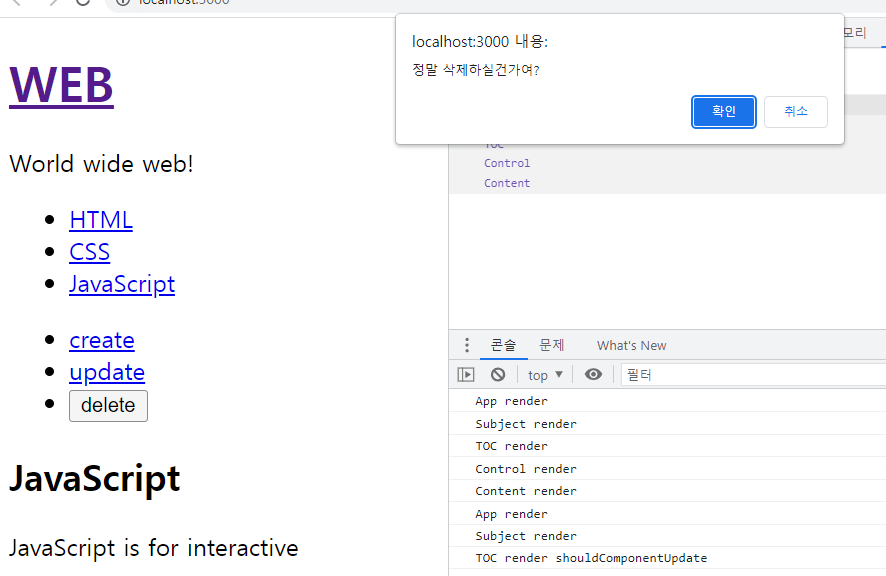 localhost:3000
localhost:3000 내용:
정말 삭제하실건가여?
확인
취소
모리
WEB
World wide web!
HTML
CSS
JavaScript
create
update
delete
JavaScript
JavaScript is for interactive
TOC
Control
Content
콘솔
문제
What's New
top ▼
필터
App render
Subject render
TOC render
Control render
Content render
App render
Subject render
TOC render shouldComponentUpdate